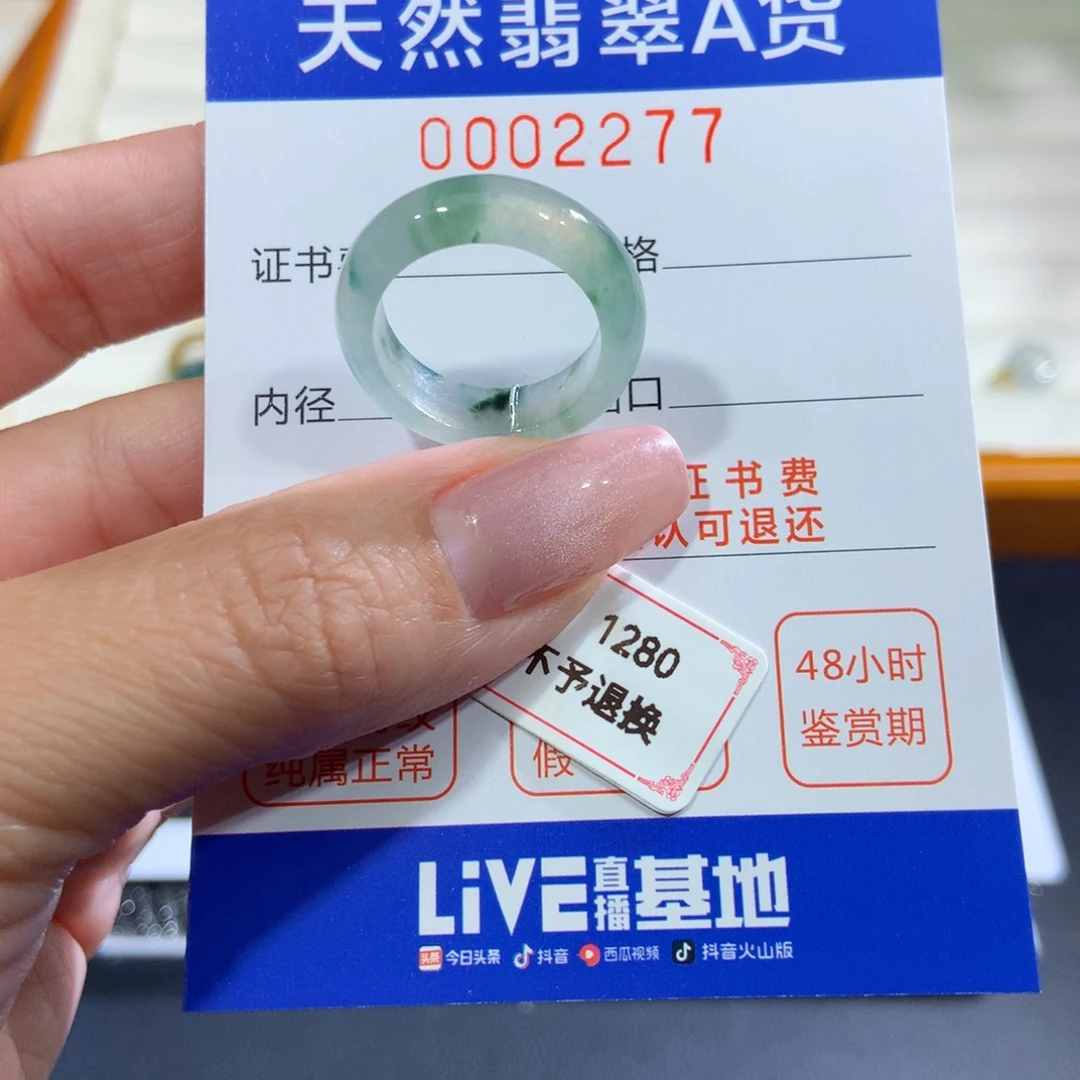 天然翡翠A货
0002277
证书 格
内径 口
证书费
认可退还
1280
不予退换
纯属正常
假
48小时
鉴赏期
LiVE直播基地
头条 今日头条 抖音 西瓜视频 抖音火山版